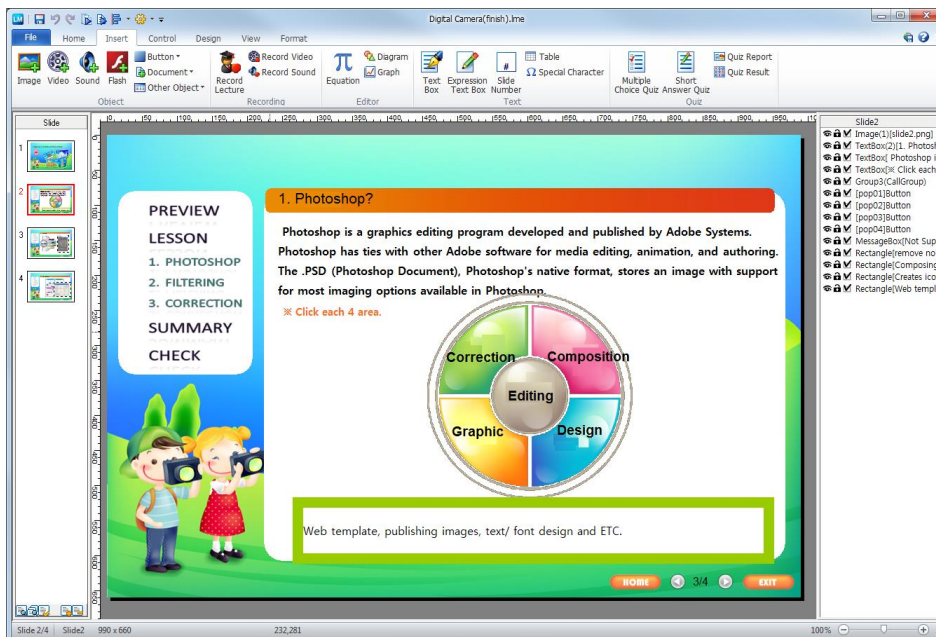 Digital Camera(finish).lme
File Home Insert Control Design View Format
Image Video Sound Flash
Button
Document
Other Object
Object
Record Lecture
Record Video
Record Sound
Recording
Equation
Diagram
Graph
Editor
Text Box
Expression Text Box
Slide Number
Table
Special Character
Text
Multiple Choice Quiz
Short Answer Quiz
Quiz Report
Quiz Result
Quiz
Slide
1
2
3
4
PREVIEW
LESSON
1. PHOTOSHOP
2. FILTERING
3. CORRECTION
SUMMARY
CHECK
1. Photoshop?
Photoshop is a graphics editing program developed and published by Adobe Systems.
Photoshop has ties with other Adobe software for media editing, animation, and authoring.
The .PSD (Photoshop Document), Photoshop's native format, stores an image with support
for most imaging options available in Photoshop.
※ Click each 4 area.
Correction
Composition
Editing
Graphic
Design
Web template, publishing images, text/ font design and ETC.
HOME 3/4 EXIT
Slide2
Image(1)[slide2.png]
TextBox(2)[1. Photosh
TextBox[ Photoshop i
TextBox[※ Click each
Group3(CallGroup)
[pop01]Button
[pop02]Button
[pop03]Button
[pop04]Button
MessageBox[Not Sup
Rectangle[remove no
Rectangle[Composing
Rectangle[Creates ico
Rectangle[Web templ
Slide 2/4 Slide2 990 x 660 232,281 100%